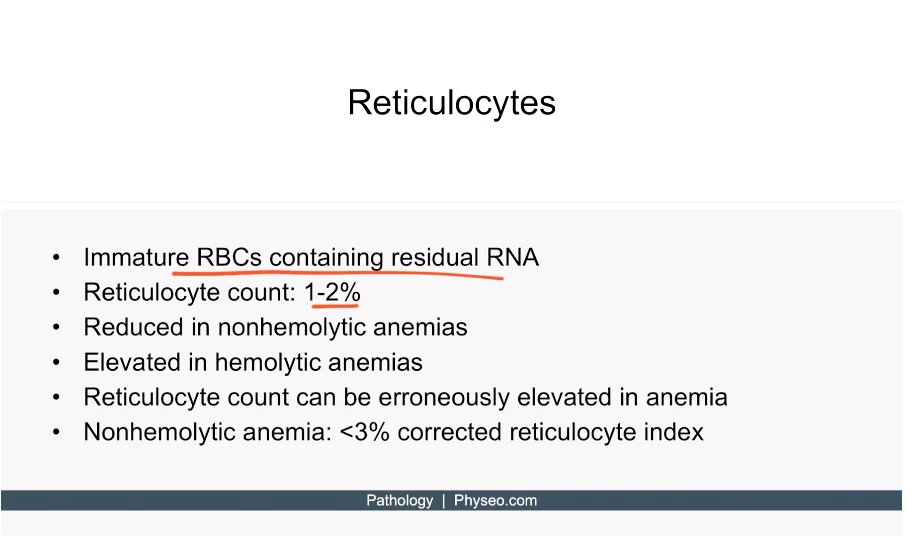 Reticulocytes
• Immature RBCs containing residual RNA
• Reticulocyte count: 1-2%
• Reduced in nonhemolytic anemias
• Elevated in hemolytic anemias
• Reticulocyte count can be erroneously elevated in anemia
• Nonhemolytic anemia: <3% corrected reticulocyte index
Pathology | Physeo.com